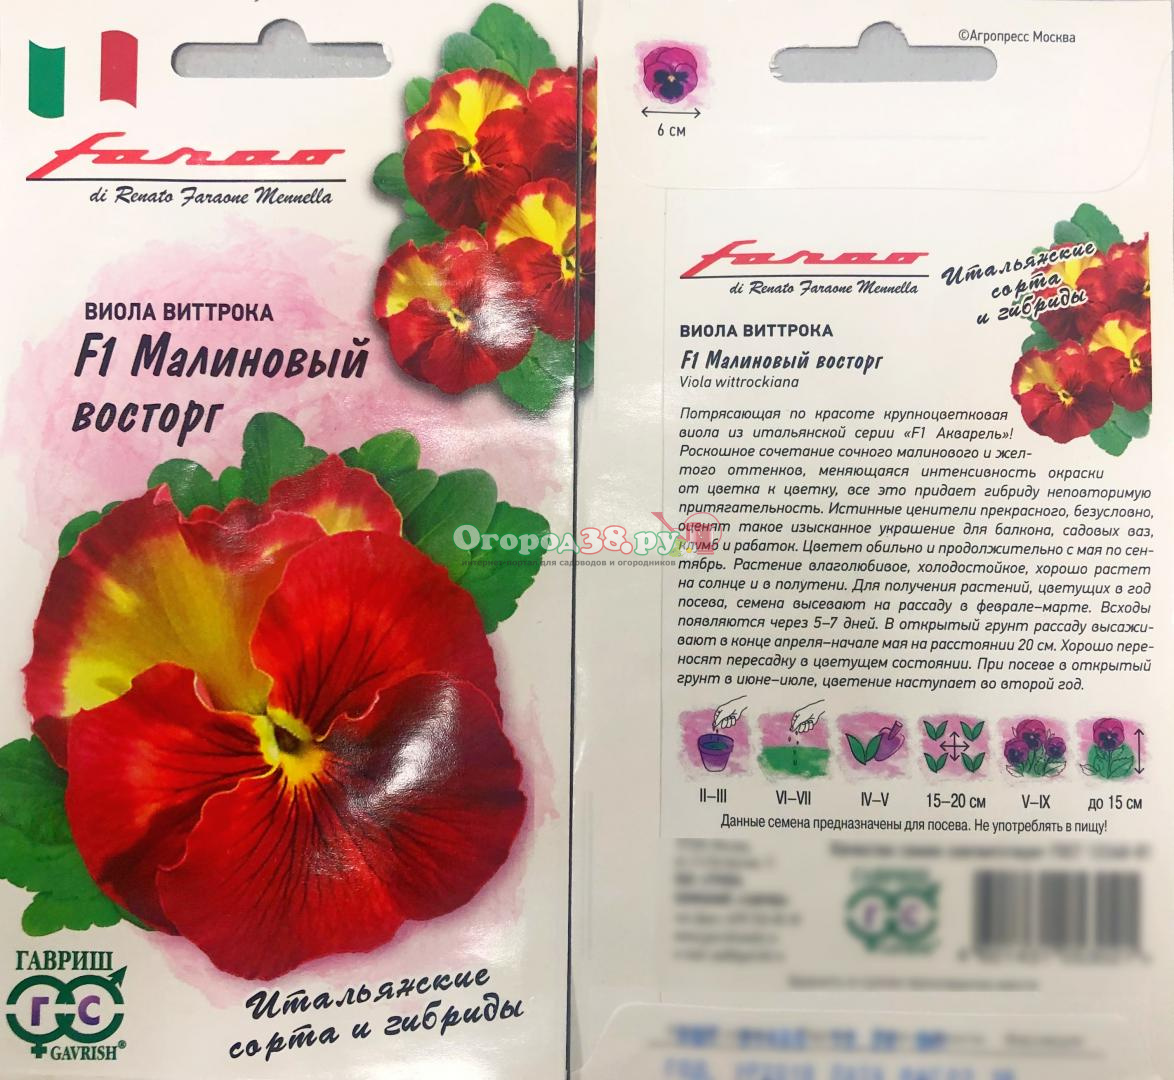 farao
di Renato Faraone Mennella
ВИОЛА ВИТТРОКА
F1 Малиновый
восторг
ГАВРИШ
Г С
GAVRISH®
Итальянские
сорта и гибриды
©Агропресс Москва
6 см
farao
di Renato Faraone Mennella
Итальянские
сорта
и гибриды
ВИОЛА ВИТТРОКА
F1 Малиновый восторг
Viola wittrockiana
Потрясающая по красоте крупноцветковая
виола из итальянской серии «F1 Акварель»!
Роскошное сочетание сочного малинового и жел-
того оттенков, меняющаяся интенсивность окраски
от цветка к цветку, все это придает гибриду неповторимую
притягательность. Истинные ценители прекрасного, безусловно,
оценят такое изысканное украшение для балкона, садовых ваз,
клумб и рабаток. Цветет обильно и продолжительно с мая по сен-
тябрь. Растение влаголюбивое, холодостойкое, хорошо растет
на солнце и в полутени. Для получения растений, цветущих в год
посева, семена высевают на рассаду в феврале–марте. Всходы
появляются через 5–7 дней. В открытый грунт рассаду высажи-
вают в конце апреля–начале мая на расстоянии 20 см. Хорошо пере-
носят пересадку в цветущем состоянии. При посеве в открытый
грунт в июне–июле, цветение наступает во второй год.
II–III VI–VII IV–V 15–20 см V–IX до 15 см
Данные семена предназначены для посева. Не употреблять в пищу!
ГАВРИШ
Г С
Огород38.ру
интернет-портал для садоводов и огородников